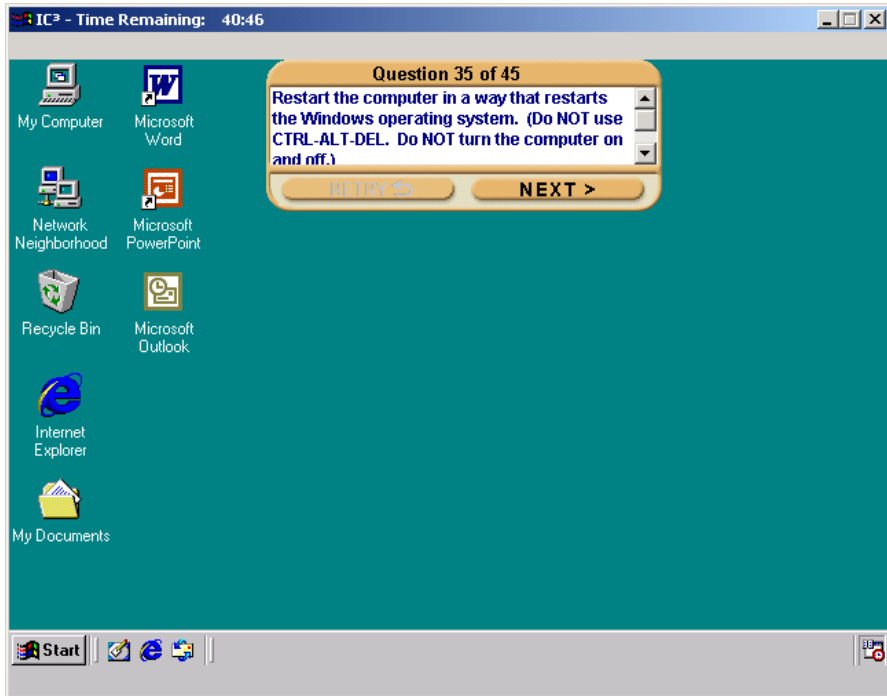 IC³ - Time Remaining: 40:46
Question 35 of 45
Restart the computer in a way that restarts
the Windows operating system. (Do NOT use
CTRL-ALT-DEL. Do NOT turn the computer on
and off.)
RETRY
NEXT >
My Computer
Microsoft
Word
Network
Neighborhood
Microsoft
PowerPoint
Recycle Bin
Microsoft
Outlook
Internet
Explorer
My Documents
Start